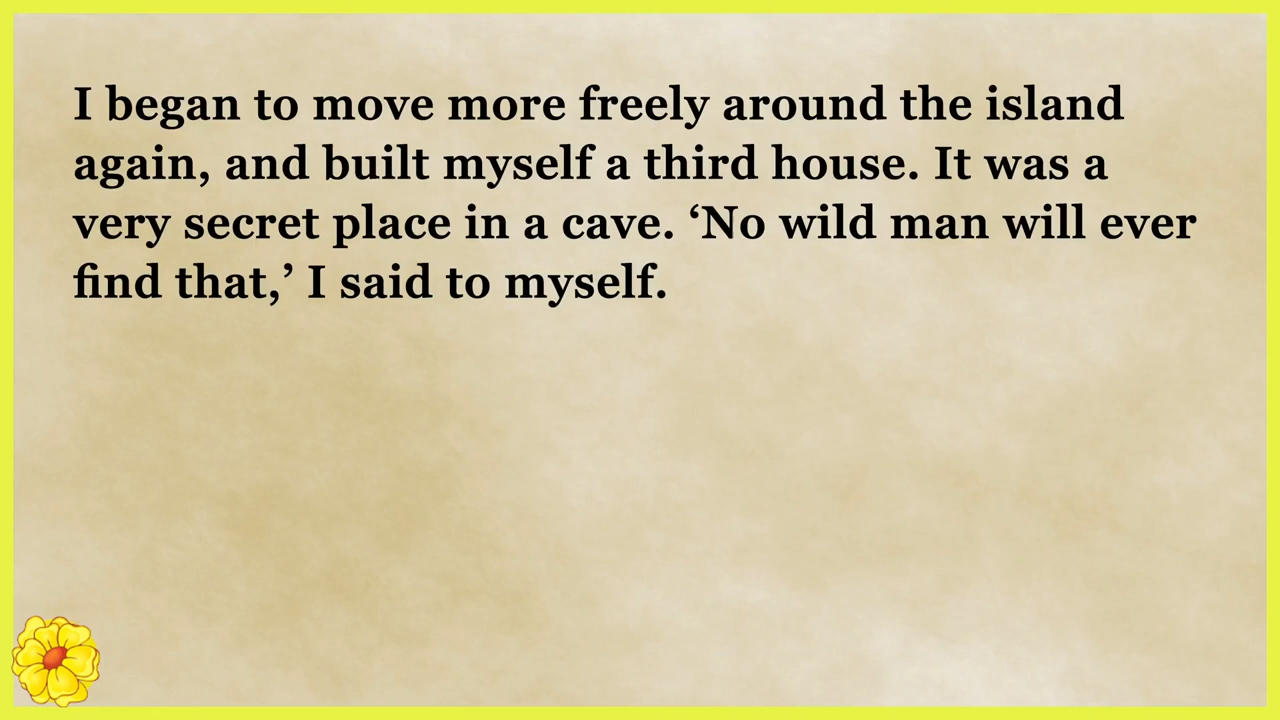 I began to move more freely around the island
again, and built myself a third house. It was a
very secret place in a cave. ‘No wild man will ever
find that,’ I said to myself.